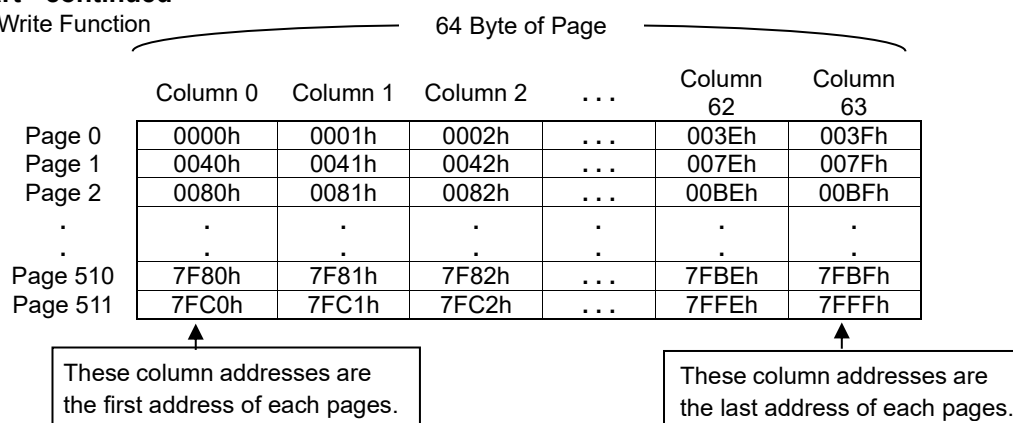 continued
Write Function
64 Byte of Page
Column 0 Column 1 Column 2 ... Column 62 Column 63
Page 0 0000h 0001h 0002h ... 003Eh 003Fh
Page 1 0040h 0041h 0042h ... 007Eh 007Fh
Page 2 0080h 0081h 0082h ... 00BEh 00BFh
. . . . . . .
. . . . . . .
Page 510 7F80h 7F81h 7F82h ... 7FBEh 7FBFh
Page 511 7FC0h 7FC1h 7FC2h ... 7FFEh 7FFFh
These column addresses are
the first address of each pages.
These column addresses are
the last address of each pages.